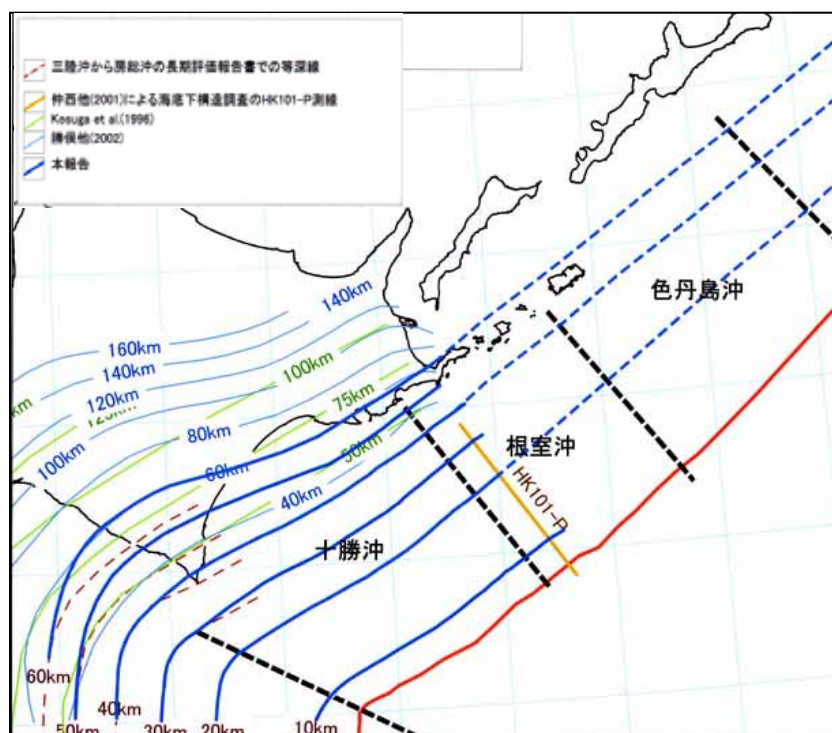 三陸沖から房総沖の長期評価報告書での等深線
仲西他(2001)による海底下構造調査のHK101-P測線
Kosuga et al.(1996)
勝俣他(2002)
本報告
140km
色丹島沖
160km
140km
100km
km
120km
120km
75km
80km
50km
根室沖
100km
60km
HK101-P
40km
十勝沖
60km
40km
50km
30km
20km
10km